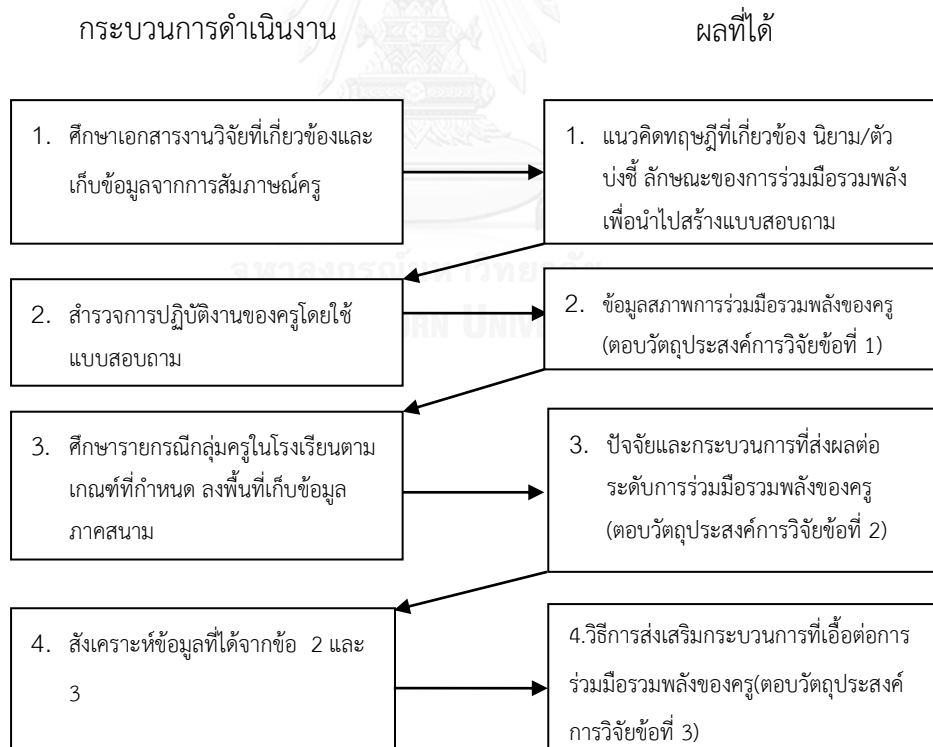 กระบวนการดำเนินงาน
ผลที่ได้
1. ศึกษาเอกสารงานวิจัยที่เกี่ยวข้องและ
เก็บข้อมูลจากการสัมภาษณ์ครู
1. แนวคิดทฤษฎีที่เกี่ยวข้อง นิยาม/ตัว
บ่งชี้ ลักษณะของการร่วมมือรวมพลัง
เพื่อนำไปสร้างแบบสอบถาม
จุฬาลงกรณ์มหาวิทยาลัย
2. สำรวจการปฏิบัติงานของครูโดยใช้
แบบสอบถาม
2. ข้อมูลสภาพการร่วมมือรวมพลังของครู
(ตอบวัตถุประสงค์การวิจัยข้อที่ 1)
3. ศึกษารายกรณีกลุ่มครูในโรงเรียนตาม
เกณฑ์ที่กำหนด ลงพื้นที่เก็บข้อมูล
ภาคสนาม
3. ปัจจัยและกระบวนการที่ส่งผลต่อ
ระดับการร่วมมือรวมพลังของครู
(ตอบวัตถุประสงค์การวิจัยข้อที่ 2)
4. สังเคราะห์ข้อมูลที่ได้จากข้อ 2 และ
3
4.วิธีการส่งเสริมกระบวนการที่เอื้อต่อการ
ร่วมมือรวมพลังของครู(ตอบวัตถุประสงค์
การวิจัยข้อที่ 3)